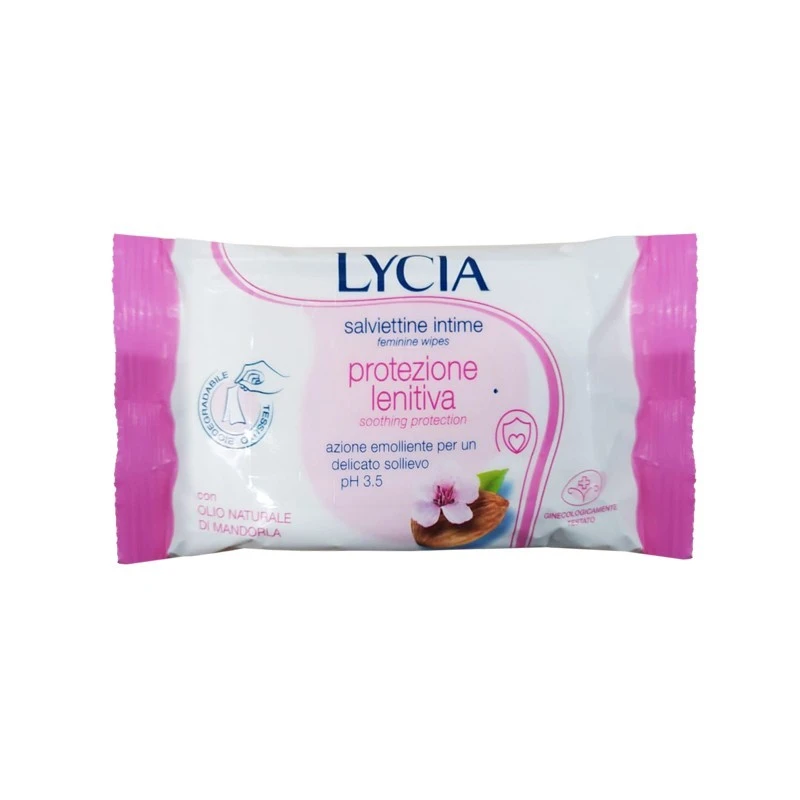 LYCIA
salviettine intime
feminine wipes
protezione
lenitiva
soothing protection
azione emolliente per un
delicato sollievo
pH 3.5
TESSUTO BIODEGRADABILE
con
OLIO NATURALE
DI MANDORLA
GINECOLOGICAMENTE
TESTATO